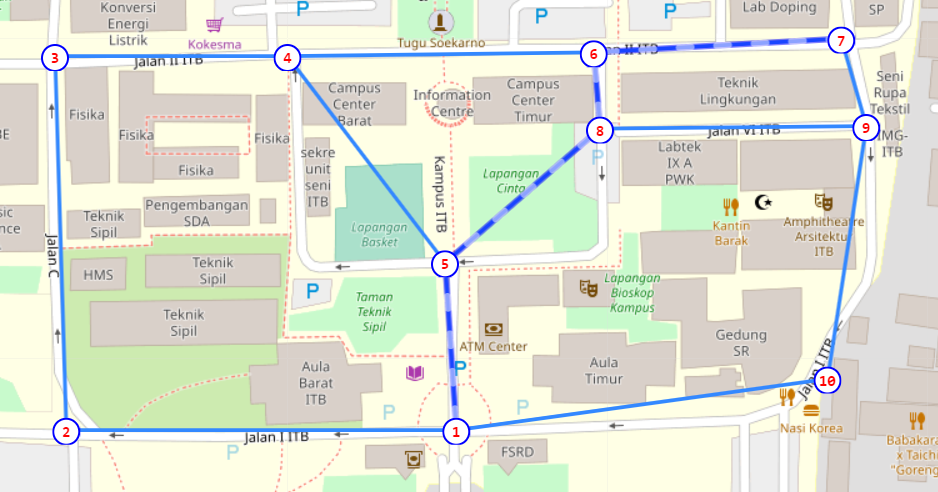 Konversi
Energi
Listrik
Kokesma
P
Tugu Soekarno
P
P
Lab Doping
SP
3
Jalan II ITB
4
6
7
Fisika
Fisika
Fisika
Fisika
Campus
Center
Barat
Information
Centre
Campus
Center
Timur
Teknik
Lingkungan
Seni
Rupa
Tekstil
8
Jalan VI ITB
9
IMG-
ITB
BE
sekre
unit
seni
ITB
Kampus ITB
Lapangan
Cinta
P
Labtek
IX A
PWK
Pengembangan
SDA
Teknik
Sipil
Lapangan
Basket
Kantin
Barak
Amphitheatre
Arsitektur
ITB
Jalan C
HMS
Teknik
Sipil
5
P
Taman
Teknik
Sipil
Lapangan
Bioskop
Kampus
Teknik
Sipil
ATM Center
Gedung
SR
Aula
Barat
ITB
P
Aula
Timur
10
Jalan I ITB
P
P
Nasi Korea
2
Jalan I ITB
1
P
FSRD
Babakara
x Taich
"Goreng